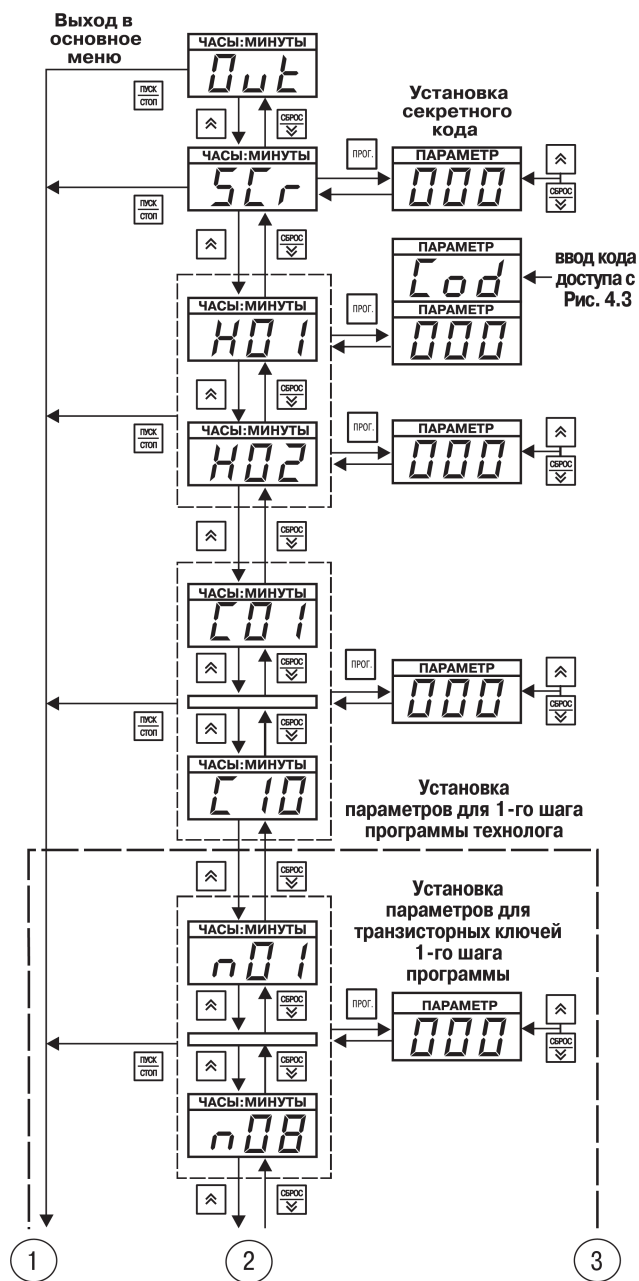 Выход в
основное
меню
ЧАСЫ:МИНУТЫ
Out
ПУСК
СТОП
СБРОС
Установка
секретного
кода
ЧАСЫ:МИНУТЫ
SCr
ПРОГ.
ПАРАМЕТР
000
СБРОС
ПУСК
СТОП
СБРОС
ПАРАМЕТР
Cod
ввод кода
доступа с
Рис. 4.3
ЧАСЫ:МИНУТЫ
H01
ПРОГ.
ПАРАМЕТР
000
СБРОС
ПУСК
СТОП
ЧАСЫ:МИНУТЫ
H02
ПРОГ.
ПАРАМЕТР
000
СБРОС
СБРОС
ЧАСЫ:МИНУТЫ
C01
СБРОС
ПРОГ.
ПАРАМЕТР
000
СБРОС
ПУСК
СТОП
СБРОС
ЧАСЫ:МИНУТЫ
C10
Установка
параметров для 1-го шага
программы технолога
СБРОС
Установка
параметров для
транзисторных ключей
1-го шага
программы
ЧАСЫ:МИНУТЫ
n01
СБРОС
ПРОГ.
ПАРАМЕТР
000
СБРОС
ПУСК
СТОП
СБРОС
ЧАСЫ:МИНУТЫ
n08
СБРОС
1
2
3